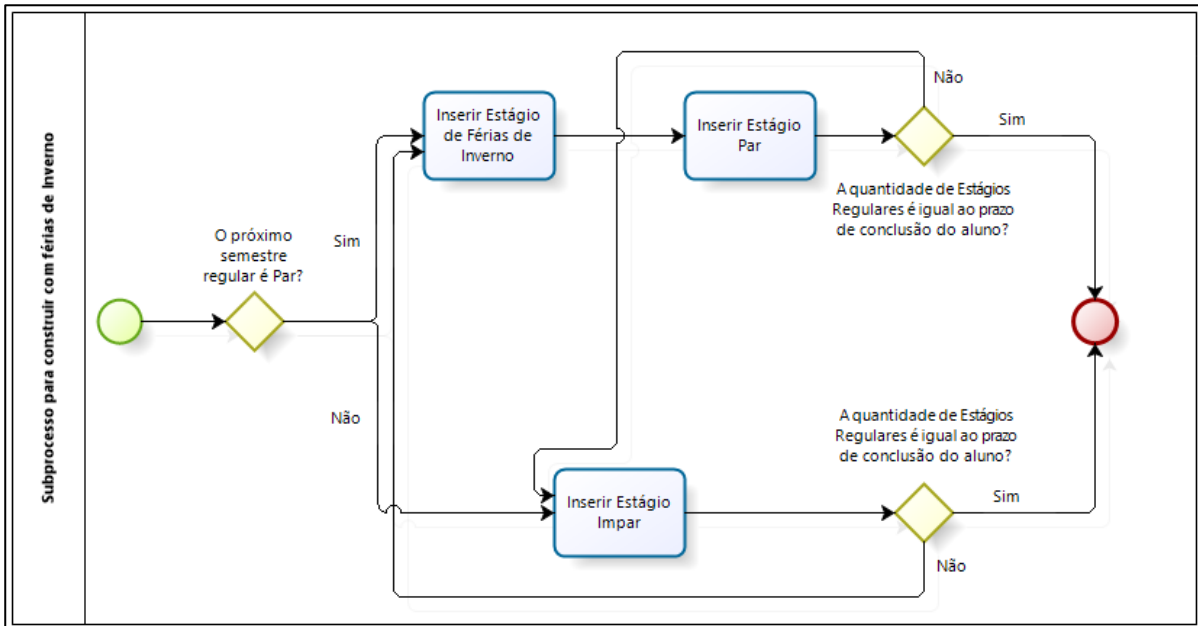 Subprocesso para construir com férias de Inverno
O próximo
semestre
regular é Par?
Sim
Não
Inserir Estágio
de Férias de
Inverno
Inserir Estágio
Par
Não
Sim
A quantidade de Estágios
Regulares é igual ao prazo
de conclusão do aluno?
Inserir Estágio
Impar
A quantidade de Estágios
Regulares é igual ao prazo
de conclusão do aluno?
Sim
Não